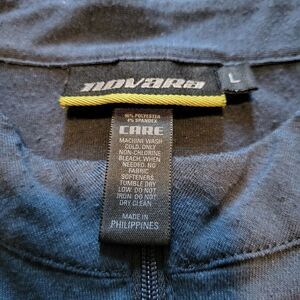 novara
L
96% POLYESTER
4% SPANDEX
CARE
MACHINE WASH
COLD. ONLY
NON-CHLORINE
BLEACH, WHEN
NEEDED. NO
FABRIC
SOFTENERS
TUMBLE DRY
LOW. DO NOT
IRON. DO NOT
DRY CLEAN
MADE IN
PHILIPPINES